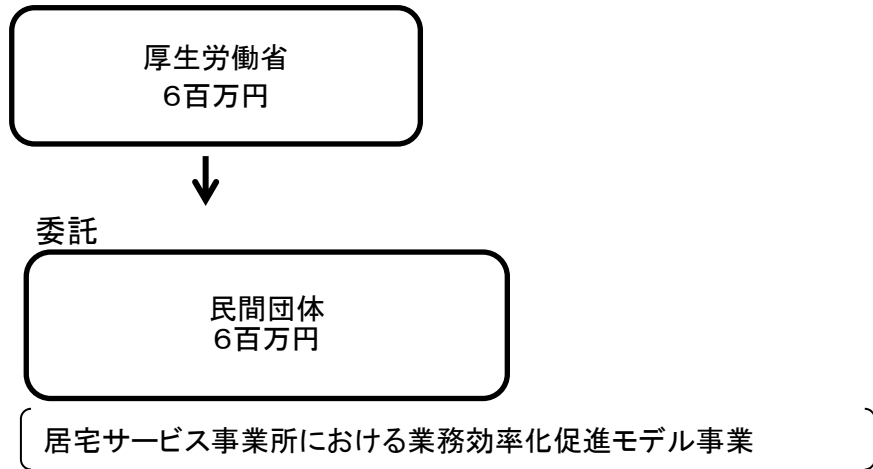 厚生労働省
６百万円
委託
民間団体
６百万円
居宅サービス事業所における業務効率化促進モデル事業